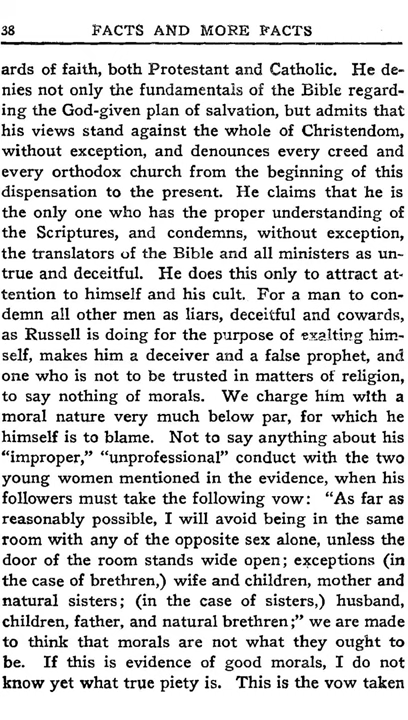 38 FACTS AND MORE FACTS
ards of faith, both Protestant and Catholic. He de-
nies not only the fundamentals of the Bible regard-
ing the God-given plan of salvation, but admits that
his views stand against the whole of Christendom,
without exception, and denounces every creed and
every orthodox church from the beginning of this
dispensation to the present. He claims that he is
the only one who has the proper understanding of
the Scriptures, and condemns, without exception,
the translators of the Bible and all ministers as un-
true and deceitful. He does this only to attract at-
tention to himself and his cult. For a man to con-
demn all other men as liars, deceitful and cowards,
as Russell is doing for the purpose of exalting him-
self, makes him a deceiver and a false prophet, and
one who is not to be trusted in matters of religion,
to say nothing of morals. We charge him with a
moral nature very much below par, for which he
himself is to blame. Not to say anything about his
“improper,” “unprofessional” conduct with the two
young women mentioned in the evidence, when his
followers must take the following vow: “As far as
reasonably possible, I will avoid being in the same
room with any of the opposite sex alone, unless the
door of the room stands wide open; exceptions (in
the case of brethren,) wife and children, mother and
natural sisters; (in the case of sisters,) husband,
children, father, and natural brethren;” we are made
to think that morals are not what they ought to
be. If this is evidence of good morals, I do not
know yet what true piety is. This is the vow taken